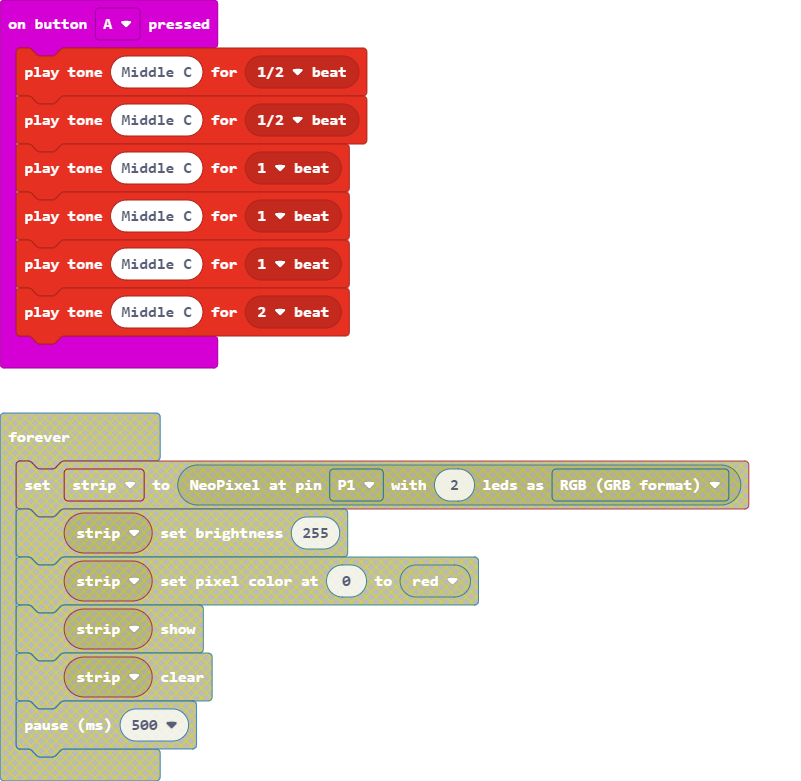 on button A pressed
play tone Middle C for 1/2 beat
play tone Middle C for 1/2 beat
play tone Middle C for 1 beat
play tone Middle C for 1 beat
play tone Middle C for 1 beat
play tone Middle C for 2 beat
forever
set strip to NeoPixel at pin P1 with 2 leds as RGB (GRB format)
strip set brightness 255
strip set pixel color at 0 to red
strip show
strip clear
pause (ms) 500